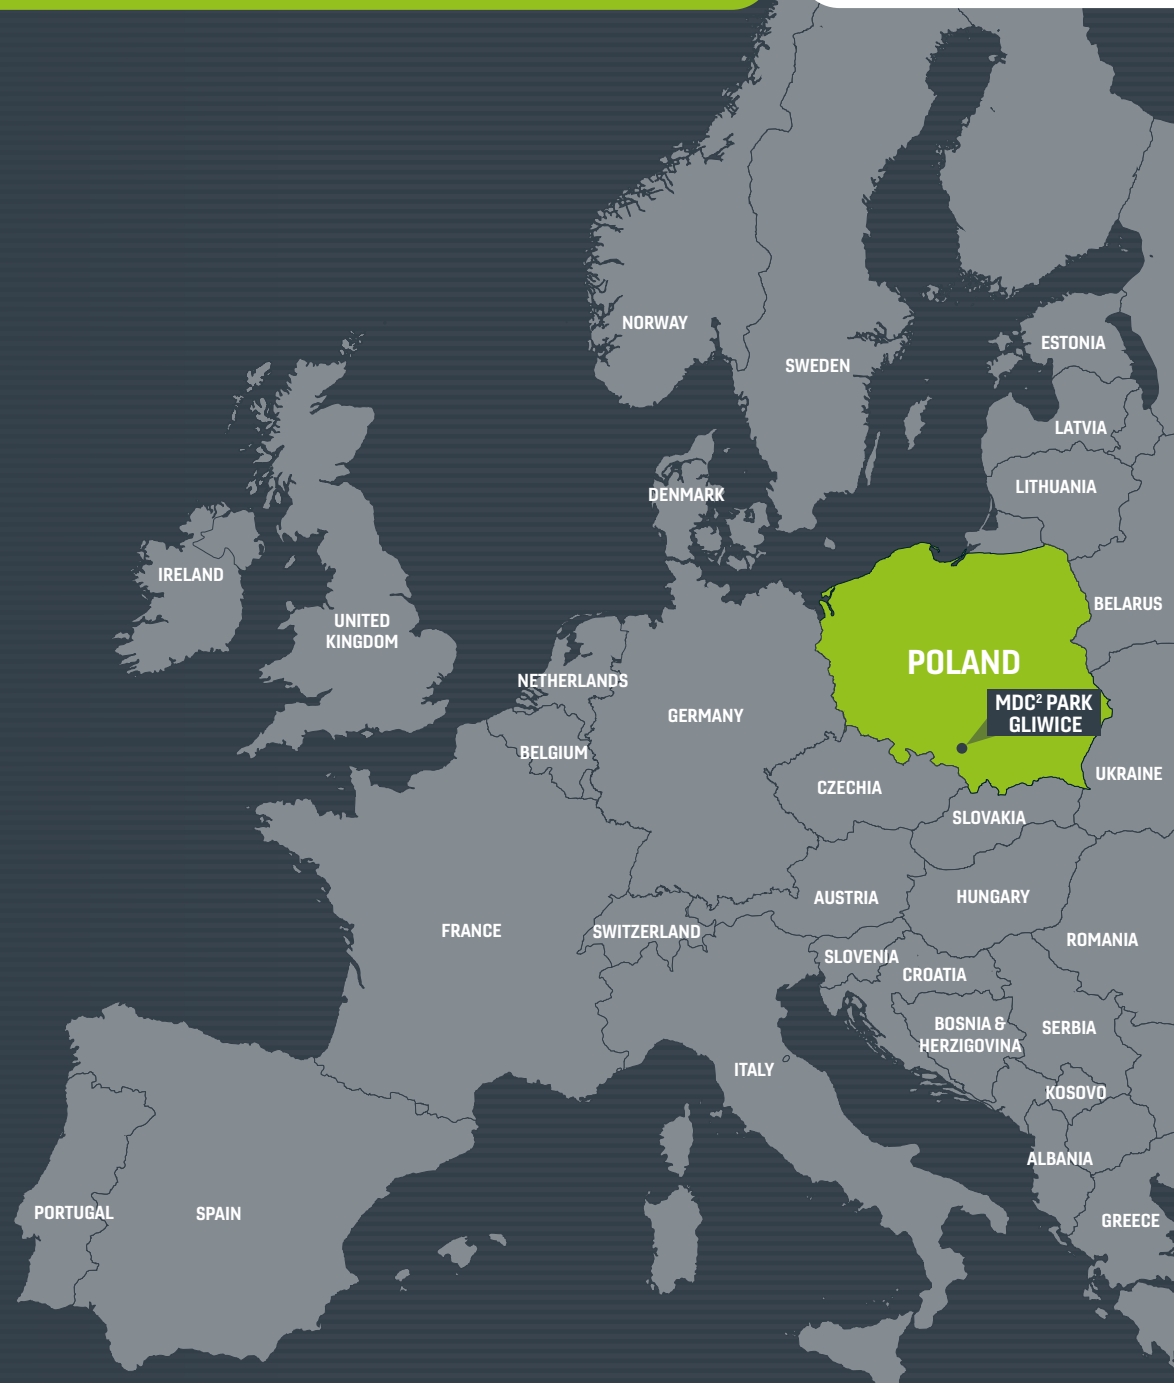 NORWAY
ESTONIA
SWEDEN
LATVIA
LITHUANIA
DENMARK
IRELAND
BELARUS
UNITED
KINGDOM
POLAND
NETHERLANDS
MDC² PARK
GLIWICE
GERMANY
BELGIUM
UKRAINE
CZECHIA
SLOVAKIA
AUSTRIA
HUNGARY
FRANCE
SWITZERLAND
ROMANIA
SLOVENIA
CROATIA
BOSNIA &
HERZIGOVINA
SERBIA
ITALY
KOSOVO
ALBANIA
PORTUGAL
SPAIN
GREECE